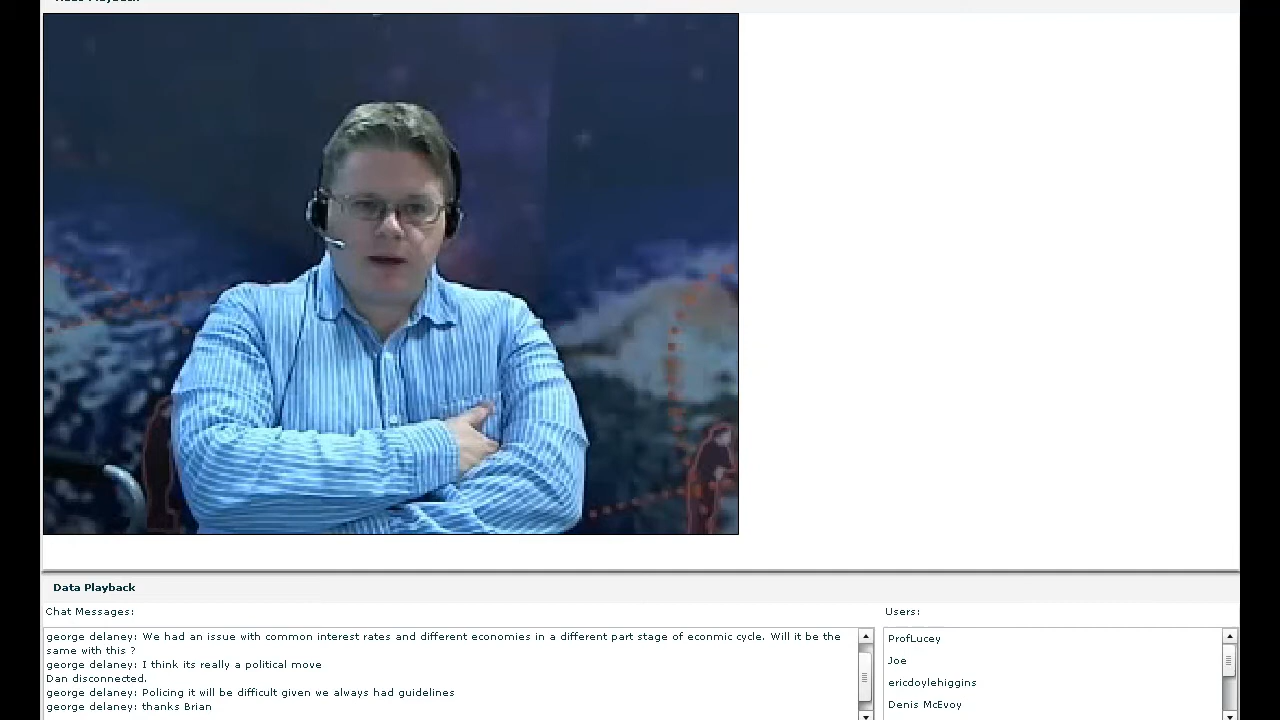 Data Playback
Chat Messages:
Users:
george delaney: We had an issue with common interest rates and different economies in a different part stage of econmic cycle. Will it be the
same with this ?
george delaney: I think its really a political move
Dan disconnected.
george delaney: Policing it will be difficult given we always had guidelines
george delaney: thanks Brian
ProfLucey
Joe
ericdoylehiggins
Denis McEvoy